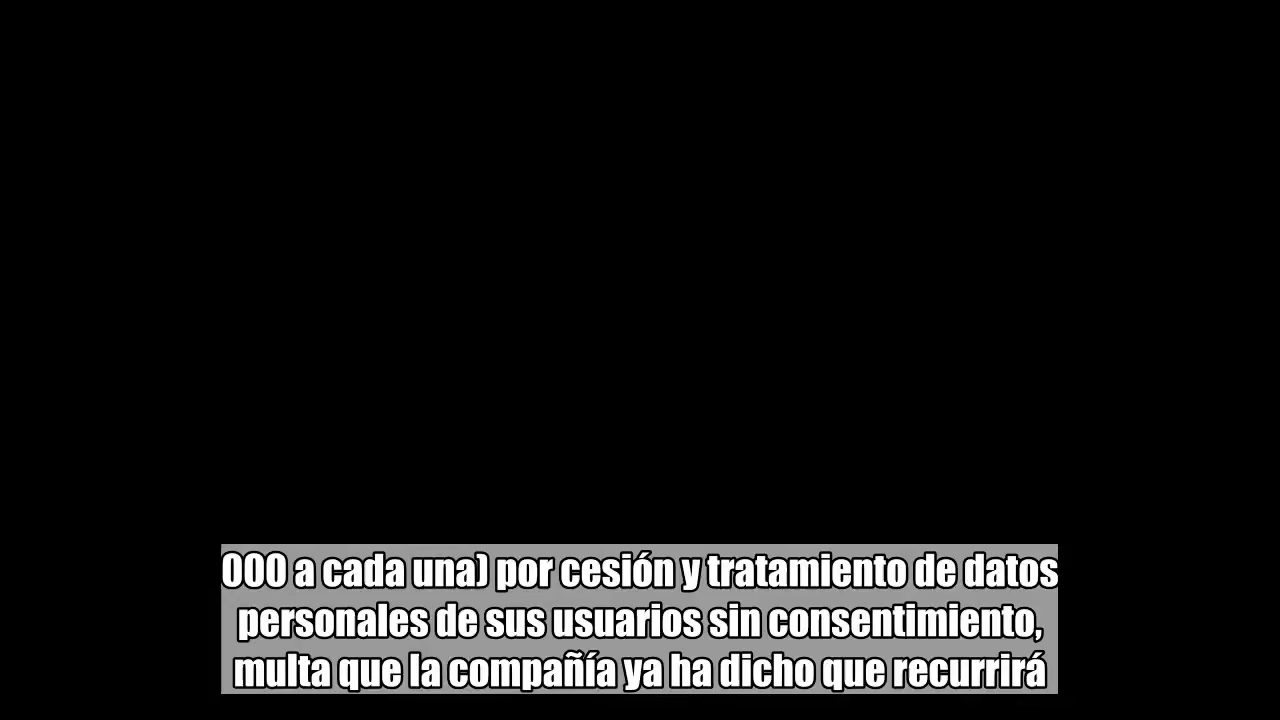 000 a cada una) por cesión y tratamiento de datos
personales de sus usuarios sin consentimiento,
multa que la compañía ya ha dicho que recurrirá